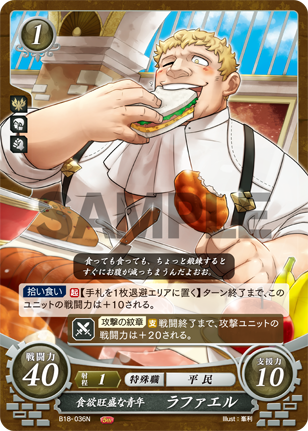 1
SAMPLE
食っても食っても、ちょっと鍛錬すると
すぐにお腹が減っちまうんだよおお。
拾い食い 起【手札を1枚退避エリアに置く】ターン終了まで、この
ユニットの戦闘力は+10される。
攻撃の紋章 支 戦闘終了まで、攻撃ユニット
の戦闘力は+20される。
戦闘力
40
射程 1 特殊職 平民
支援力
10
食欲旺盛な青年 ラファエル
B18-036N
Illust:峯利